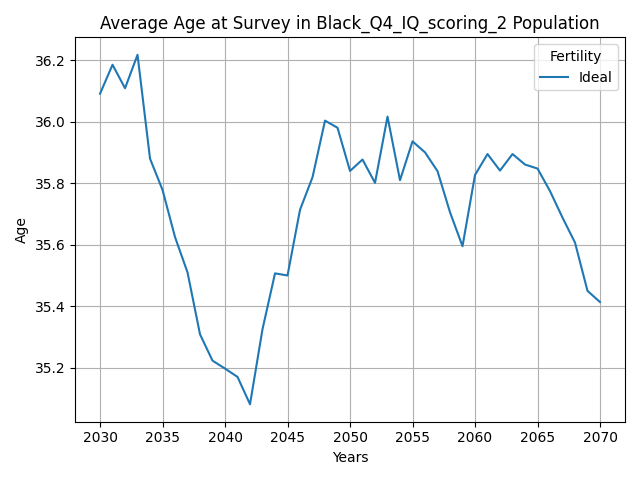 Average Age at Survey in Black_Q4_IQ_scoring_2 Population
Fertility
Ideal
36.2
36.0
35.8
35.6
35.4
35.2
Age
2030 2035 2040 2045 2050 2055 2060 2065 2070
Years